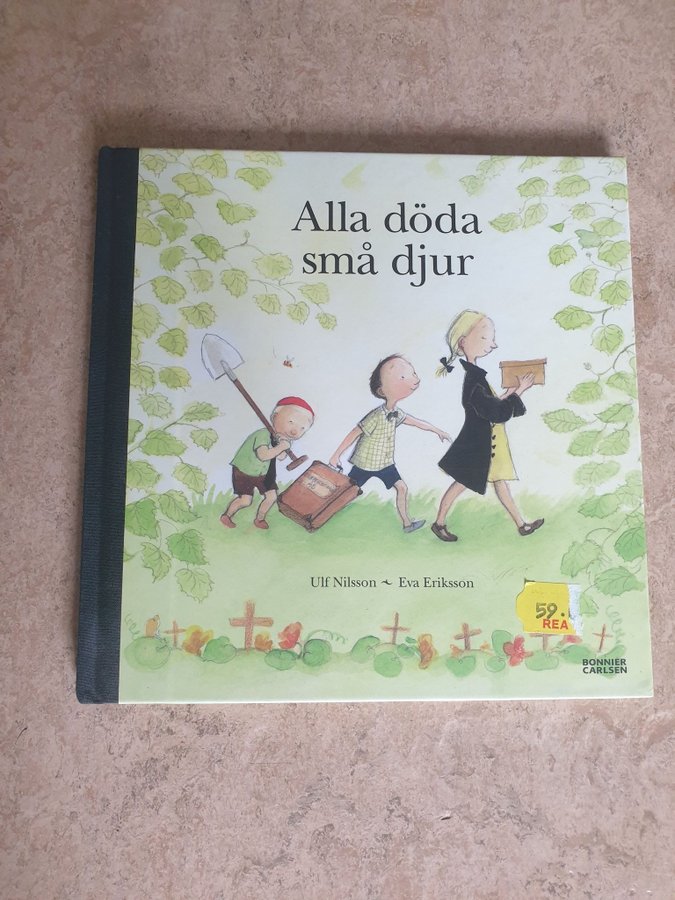 Alla döda
små djur
Ulf Nilsson ~ Eva Eriksson
59.
REA
BONNIER
CARLSEN